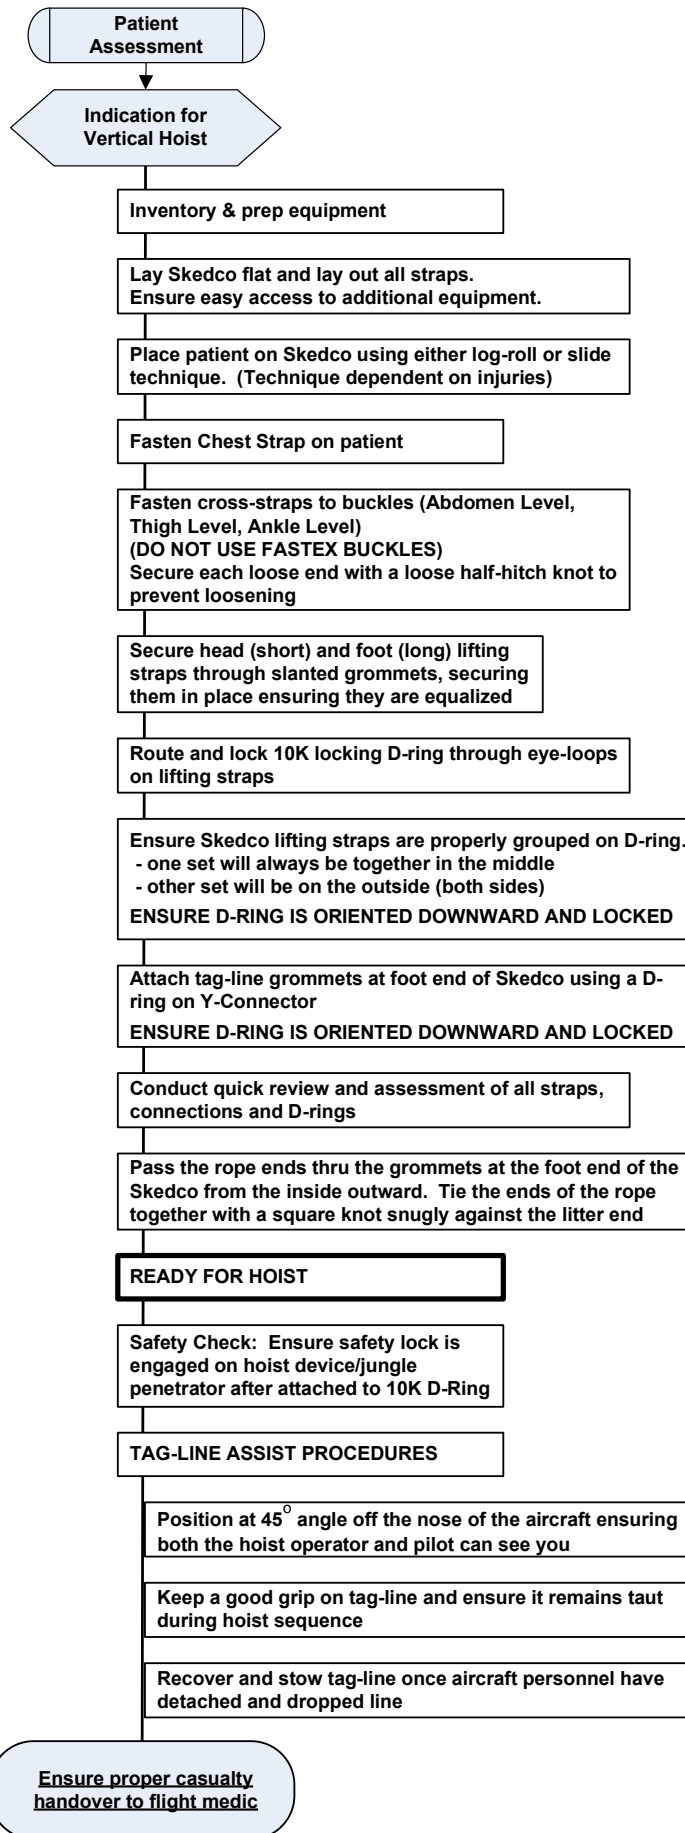 Patient
Assessment
Indication for
Vertical Hoist
Inventory & prep equipment
Lay Skedco flat and lay out all straps.
Ensure easy access to additional equipment.
Place patient on Skedco using either log-roll or slide
technique.  (Technique dependent on injuries)
Fasten Chest Strap on patient
Fasten cross-straps to buckles (Abdomen Level,
Thigh Level, Ankle Level)
(DO NOT USE FASTEX BUCKLES)
Secure each loose end with a loose half-hitch knot to
prevent loosening
Secure head (short) and foot (long) lifting
straps through slanted grommets, securing
them in place ensuring they are equalized
Route and lock 10K locking D-ring through eye-loops
on lifting straps
Ensure Skedco lifting straps are properly grouped on D-ring.
- one set will always be together in the middle
- other set will be on the outside (both sides)
ENSURE D-RING IS ORIENTED DOWNWARD AND LOCKED
Attach tag-line grommets at foot end of Skedco using a D-
ring on Y-Connector
ENSURE D-RING IS ORIENTED DOWNWARD AND LOCKED
Conduct quick review and assessment of all straps,
connections and D-rings
Pass the rope ends thru the grommets at the foot end of the
Skedco from the inside outward.  Tie the ends of the rope
together with a square knot snugly against the litter end
READY FOR HOIST
Safety Check:  Ensure safety lock is
engaged on hoist device/jungle
penetrator after attached to 10K D-Ring
TAG-LINE ASSIST PROCEDURES
Position at 45° angle off the nose of the aircraft ensuring
both the hoist operator and pilot can see you
Keep a good grip on tag-line and ensure it remains taut
during hoist sequence
Recover and stow tag-line once aircraft personnel have
detached and dropped line
Ensure proper casualty
handover to flight medic